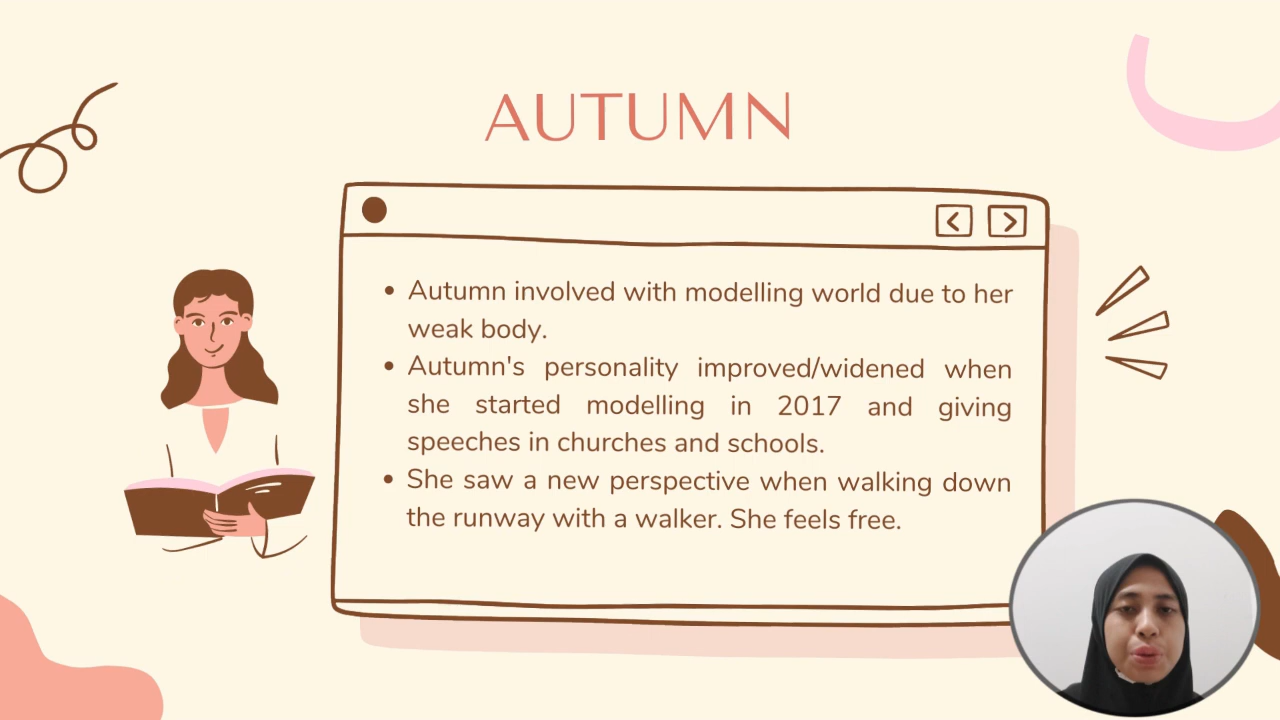 AUTUMN
• Autumn involved with modelling world due to her
weak body.
• Autumn's personality improved/widened when
she started modelling in 2017 and giving
speeches in churches and schools.
• She saw a new perspective when walking down
the runway with a walker. She feels free.